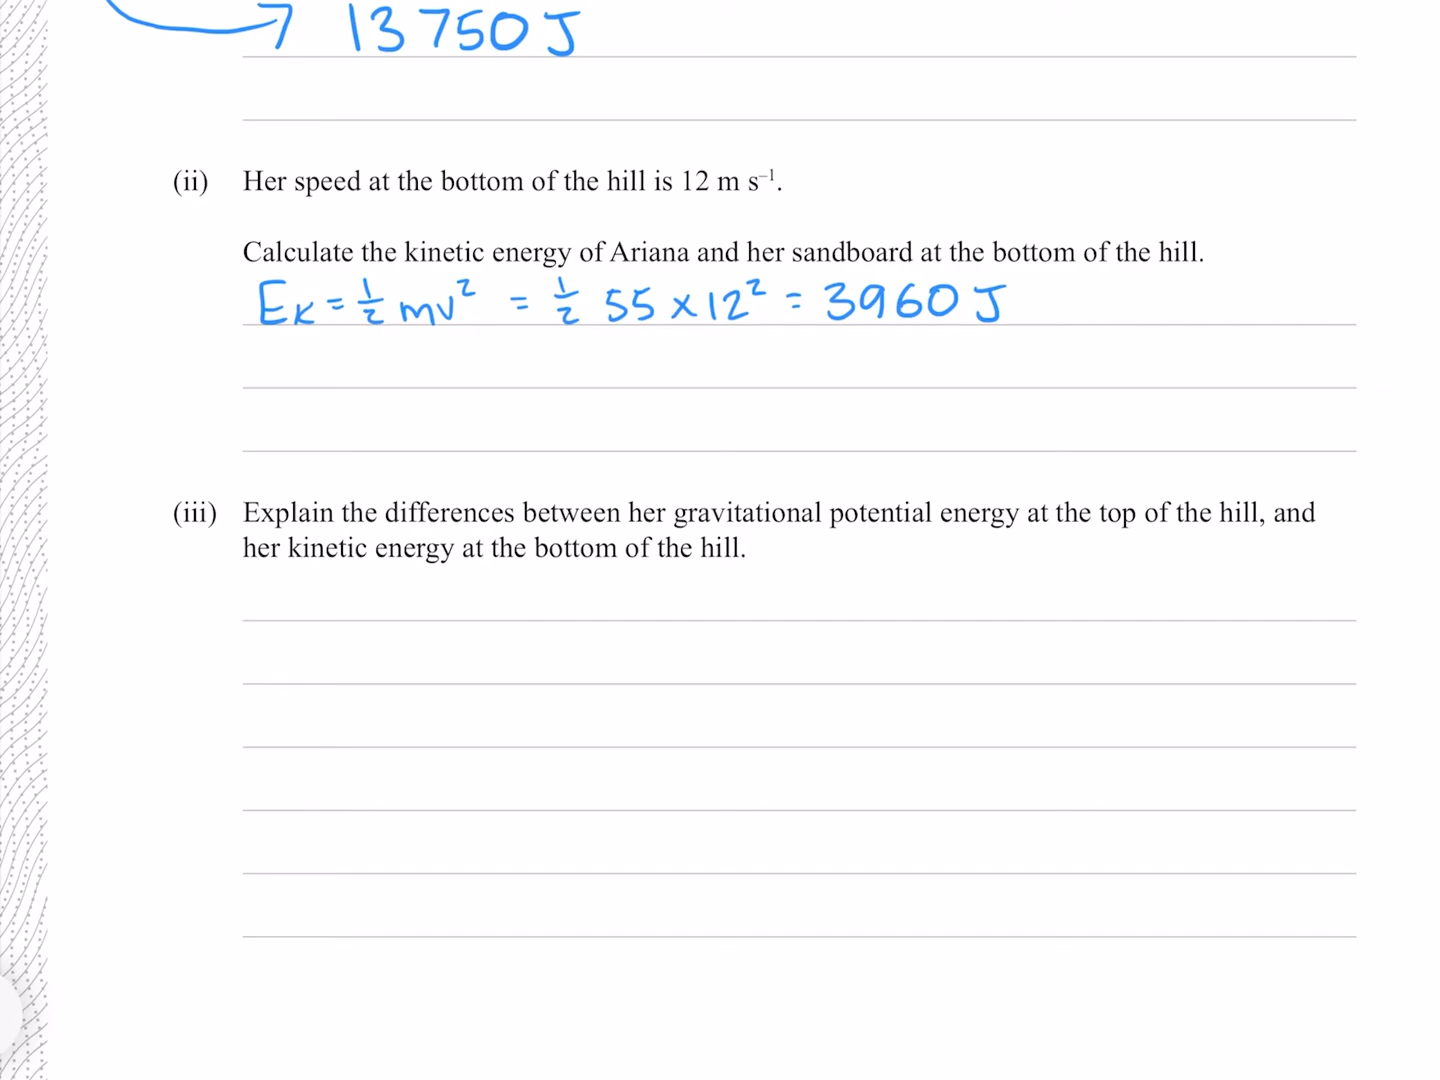 13750 J
(ii) Her speed at the bottom of the hill is 12 m s⁻¹.
Calculate the kinetic energy of Ariana and her sandboard at the bottom of the hill.
Eₖ = ½ mv² = ½ 55 × 12² = 3960 J
(iii) Explain the differences between her gravitational potential energy at the top of the hill, and
her kinetic energy at the bottom of the hill.